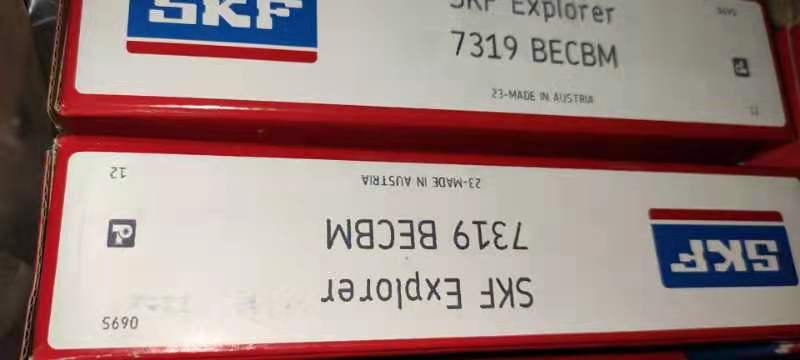 SKF
SKF Explorer
7319 BECBM
23-MADE IN AUSTRIA
0695
SKF
SKF Explorer
7319 BECBM
23-MADE IN AUSTRIA
12